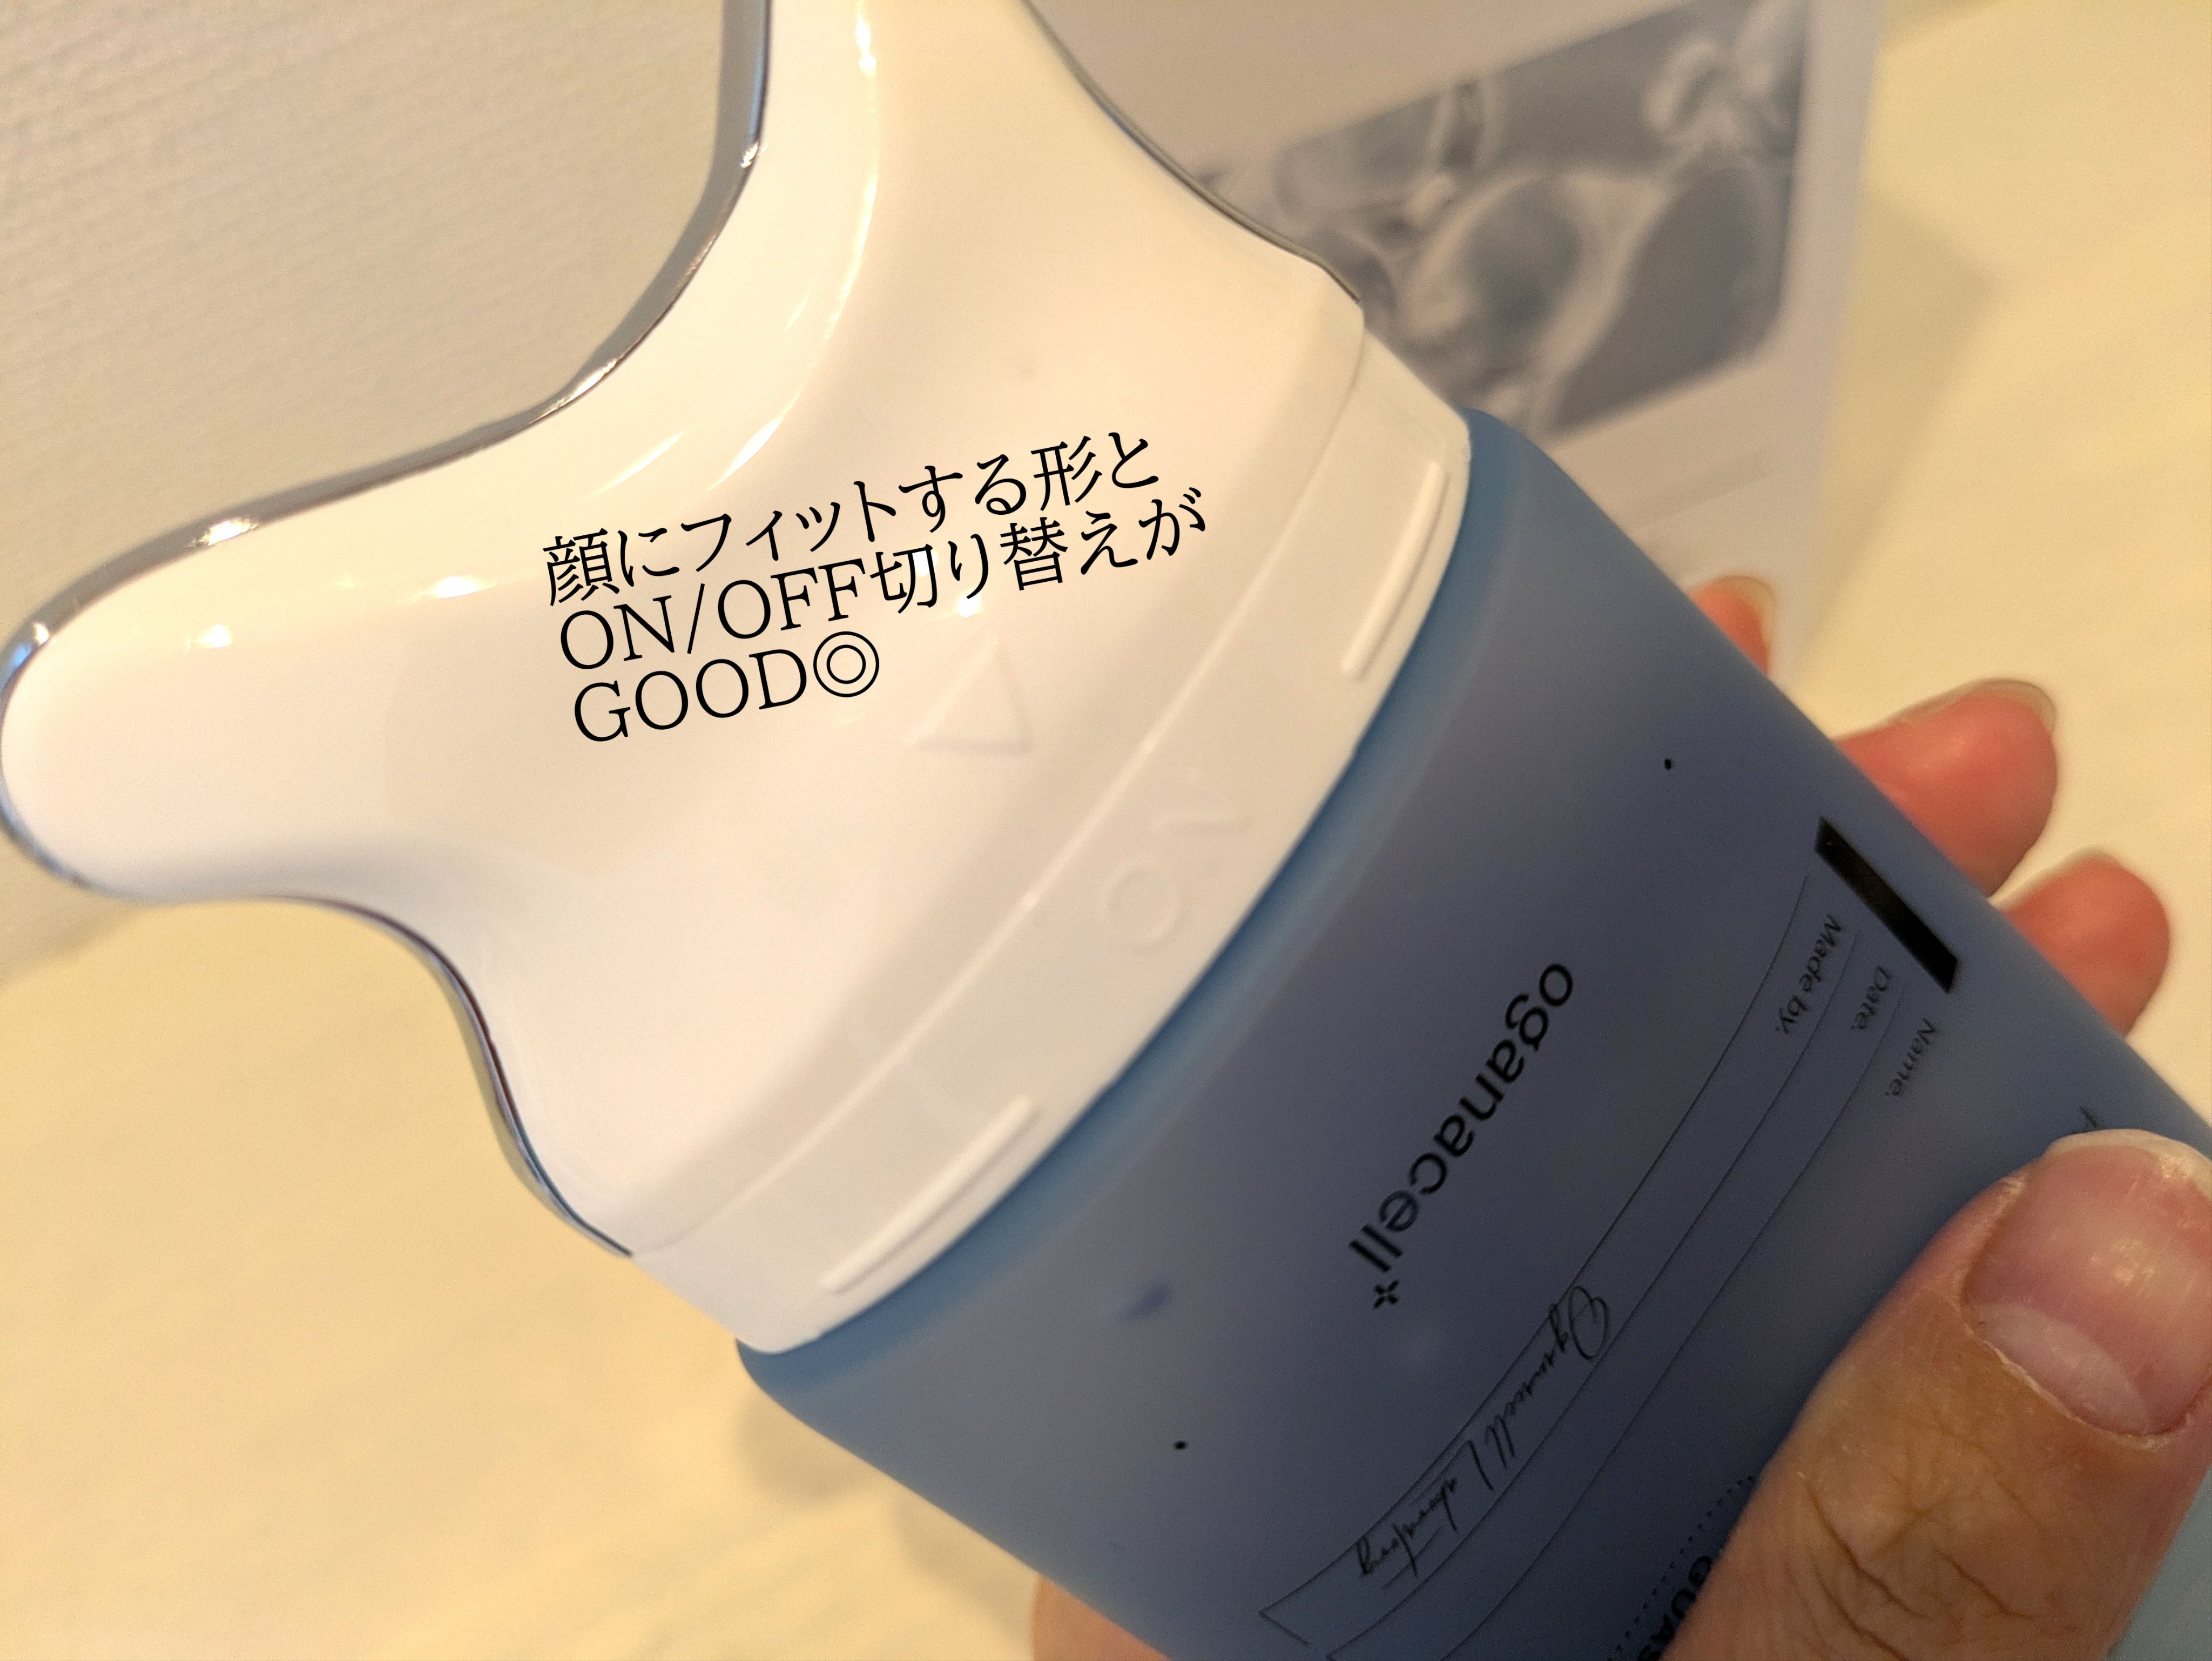 顔にフィットする形と
ON/OFF切り替えが
GOOD◎
on
oganacell
Made by.
Date.
Name.